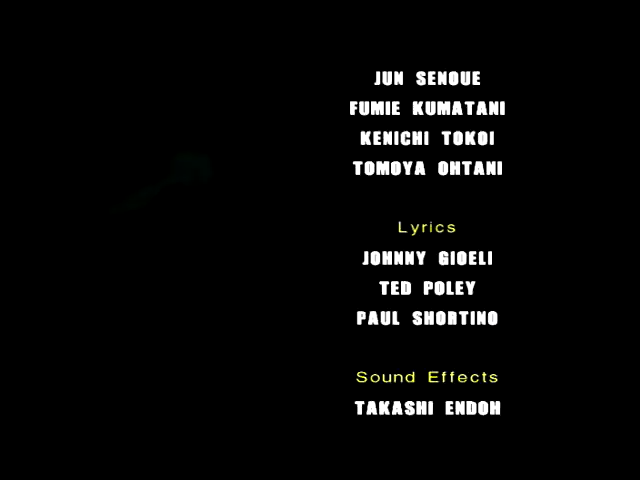 JUN SENOUE
FUMIE KUMATANI
KENICHI TOKOI
TOMOYA OHTANI
Lyrics
JOHNNY GIOELI
TED POLEY
PAUL SHORTINO
Sound Effects
TAKASHI ENDOH